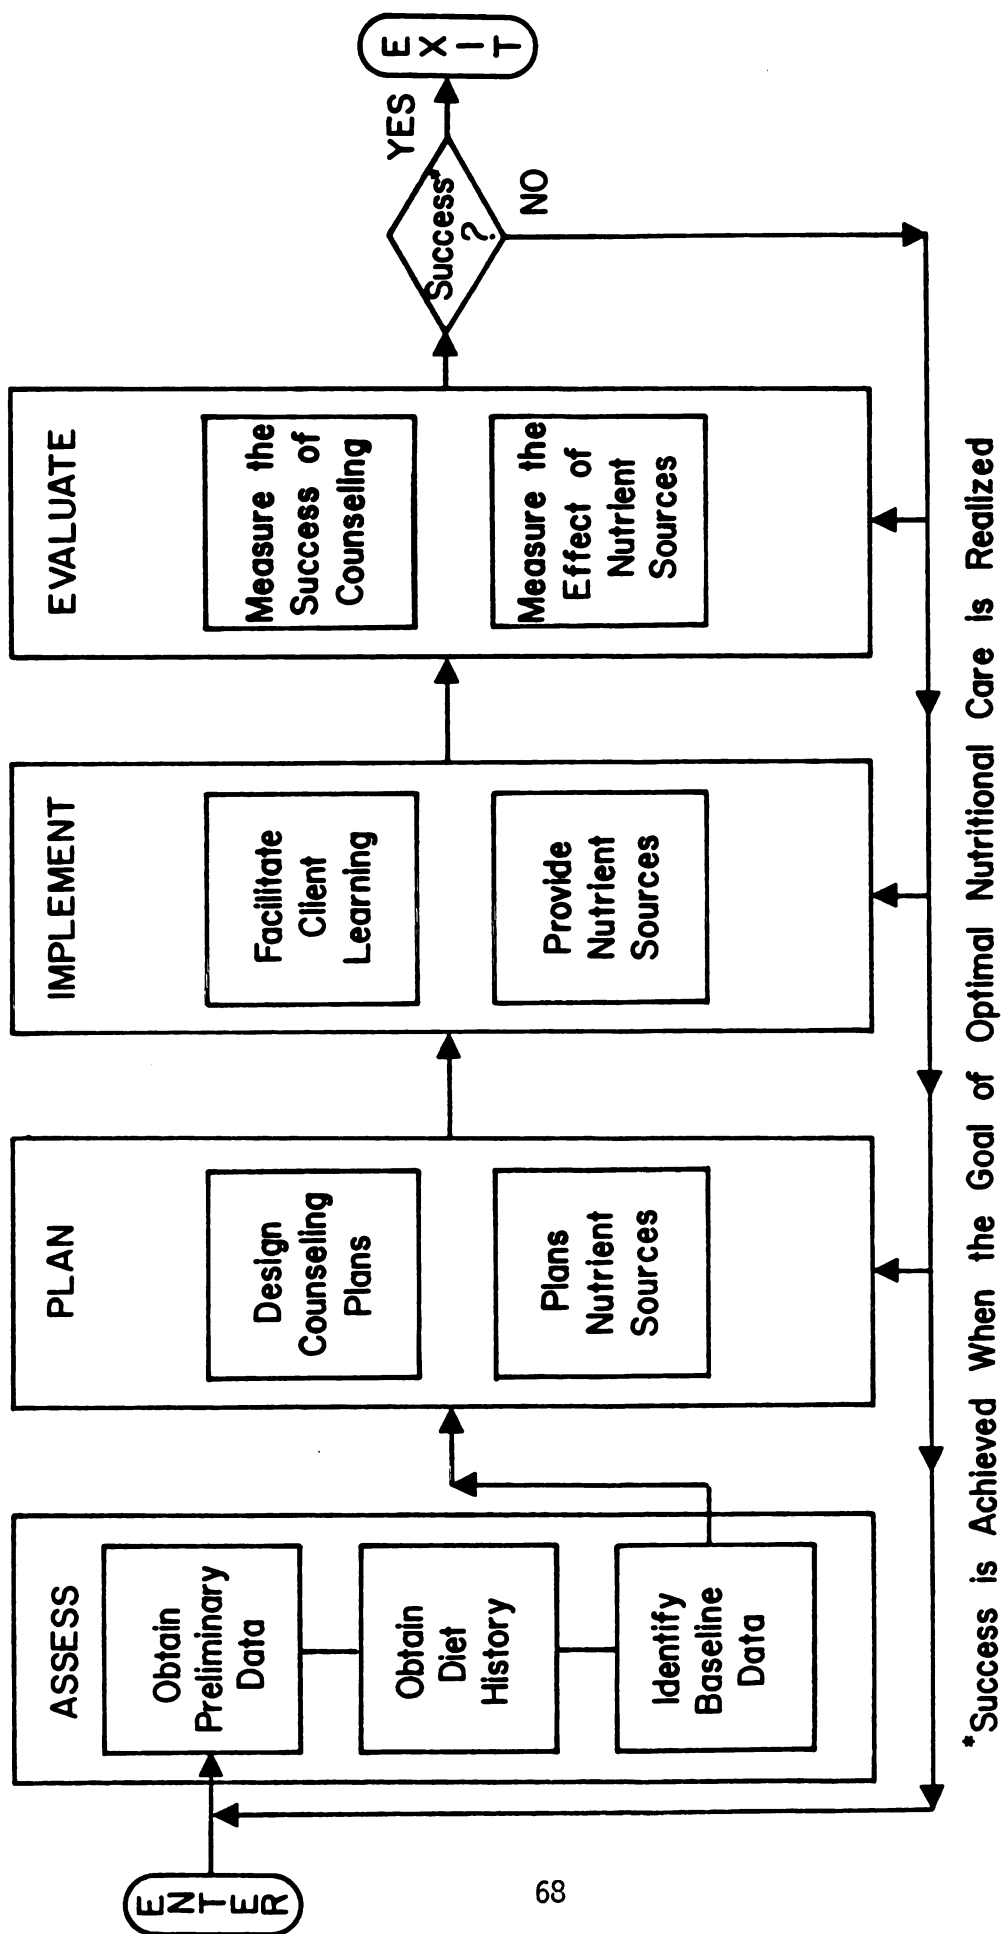 E
N
T
E
R
ASSESS
Obtain
Preliminary
Data
Obtain
Diet
History
Identify
Baseline
Data
PLAN
Design
Counseling
Plans
Plans
Nutrient
Sources
IMPLEMENT
Facilitate
Client
Learning
Provide
Nutrient
Sources
EVALUATE
Measure the
Success of
Counseling
Measure the
Effect of
Nutrient
Sources
Success*
?
YES
NO
E
X
I
T
*Success is Achieved When the Goal of Optimal Nutritional Care is Realized
68